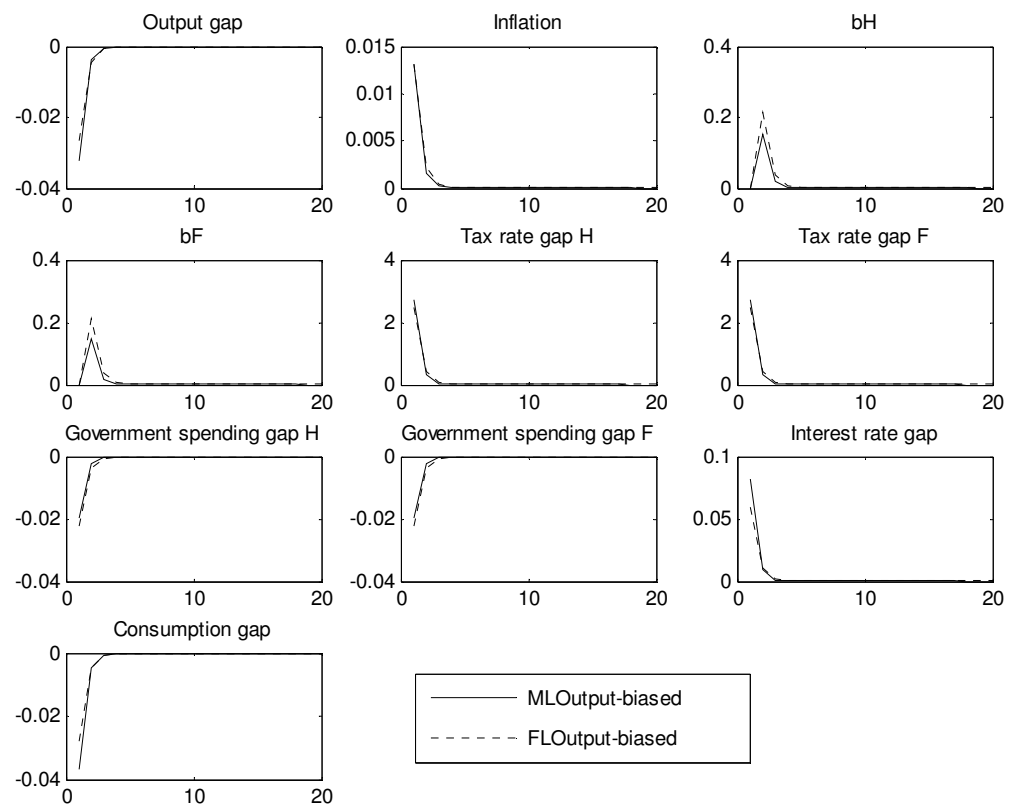 Output gap
0
-0.02
-0.04
0 10 20
Inflation
0.015
0.01
0.005
0
0 10 20
bH
0.4
0.2
0
0 10 20
bF
0.4
0.2
0
0 10 20
Tax rate gap H
4
2
0
0 10 20
Tax rate gap F
4
2
0
0 10 20
Government spending gap H
0
-0.02
-0.04
0 10 20
Government spending gap F
0
-0.02
-0.04
0 10 20
Interest rate gap
0.1
0.05
0
0 10 20
Consumption gap
0
-0.02
-0.04
0 10 20
MLOutput-biased
FLOutput-biased